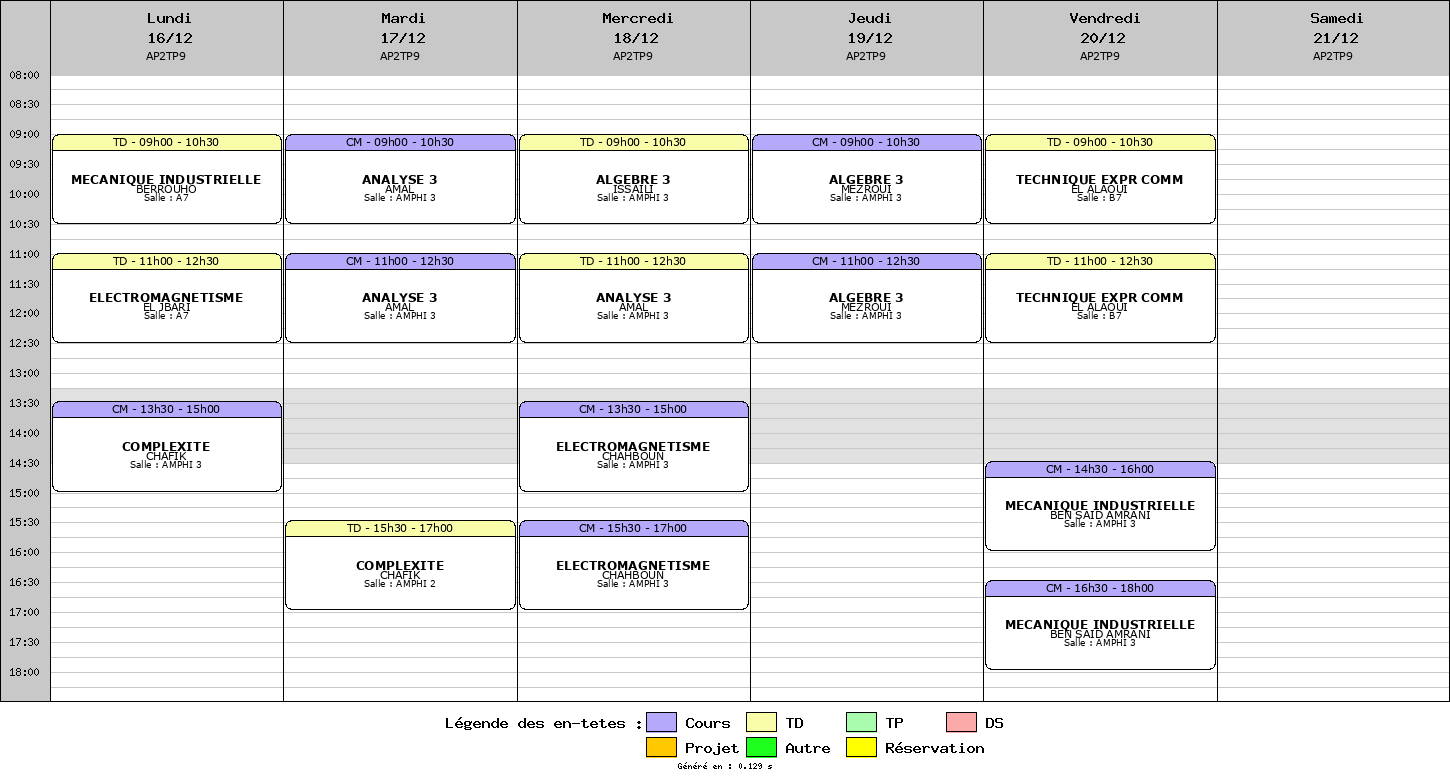 Lundi
16/12
AP2TP9
Mardi
17/12
AP2TP9
Mercredi
18/12
AP2TP9
Jeudi
19/12
AP2TP9
Vendredi
20/12
AP2TP9
Samedi
21/12
AP2TP9
08:00
08:30
09:00
09:30
10:00
10:30
11:00
11:30
12:00
12:30
13:00
13:30
14:00
14:30
15:00
15:30
16:00
16:30
17:00
17:30
18:00
TD - 09h00 - 10h30
MECANIQUE INDUSTRIELLE
BERROUHO
Salle : A7
TD - 11h00 - 12h30
ELECTROMAGNETISME
EL JBARI
Salle : A7
CM - 13h30 - 15h00
COMPLEXITE
CHAFIK
Salle : AMPHI 3
CM - 09h00 - 10h30
ANALYSE 3
AMAL
Salle : AMPHI 3
CM - 11h00 - 12h30
ANALYSE 3
AMAL
Salle : AMPHI 3
TD - 15h30 - 17h00
COMPLEXITE
CHAFIK
Salle : AMPHI 2
TD - 09h00 - 10h30
ALGEBRE 3
ISSAILI
Salle : AMPHI 3
TD - 11h00 - 12h30
ANALYSE 3
AMAL
Salle : AMPHI 3
CM - 13h30 - 15h00
ELECTROMAGNETISME
CHAHBOUN
Salle : AMPHI 3
CM - 15h30 - 17h00
ELECTROMAGNETISME
CHAHBOUN
Salle : AMPHI 3
CM - 09h00 - 10h30
ALGEBRE 3
MEZROUI
Salle : AMPHI 3
CM - 11h00 - 12h30
ALGEBRE 3
MEZROUI
Salle : AMPHI 3
TD - 09h00 - 10h30
TECHNIQUE EXPR COMM
EL ALAOUI
Salle : B7
TD - 11h00 - 12h30
TECHNIQUE EXPR COMM
EL ALAOUI
Salle : B7
CM - 14h30 - 16h00
MECANIQUE INDUSTRIELLE
BEN SAID AMRANI
Salle : AMPHI 3
CM - 16h30 - 18h00
MECANIQUE INDUSTRIELLE
BEN SAID AMRANI
Salle : AMPHI 3
Légende des en-tetes : Cours TD TP DS
Projet Autre Réservation
Généré en : 0.129 s